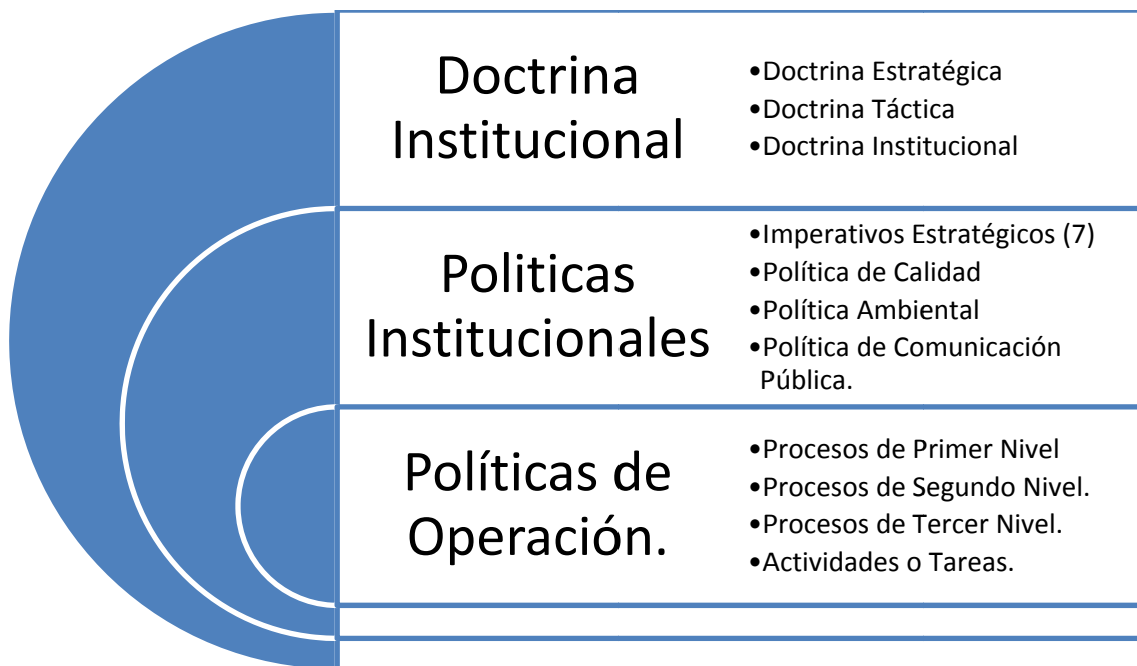 Doctrina
Institucional
•Doctrina Estratégica
•Doctrina Táctica
•Doctrina Institucional
Politicas
Institucionales
•Imperativos Estratégicos (7)
•Política de Calidad
•Política Ambiental
•Política de Comunicación
Pública.
Políticas de
Operación.
•Procesos de Primer Nivel
•Procesos de Segundo Nivel.
•Procesos de Tercer Nivel.
•Actividades o Tareas.